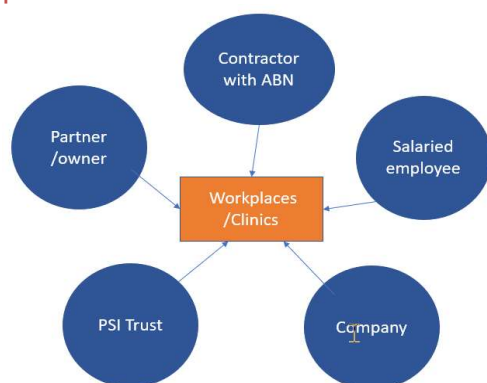 Contractor
with ABN
Partner
/owner
Salaried
employee
Workplaces
/Clinics
PSI Trust
Company